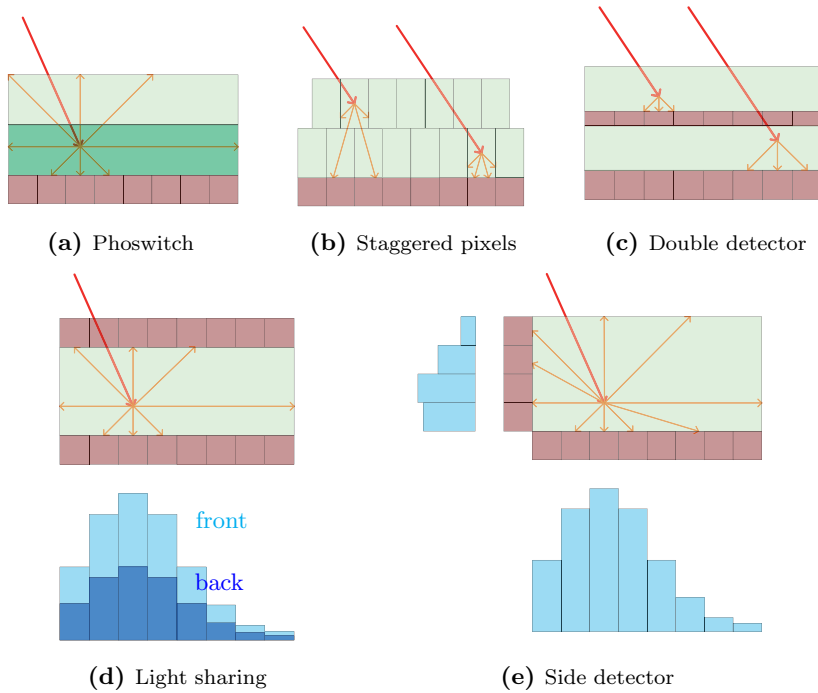 (a) Phoswitch
(b) Staggered pixels
(c) Double detector
front
back
(d) Light sharing
(e) Side detector